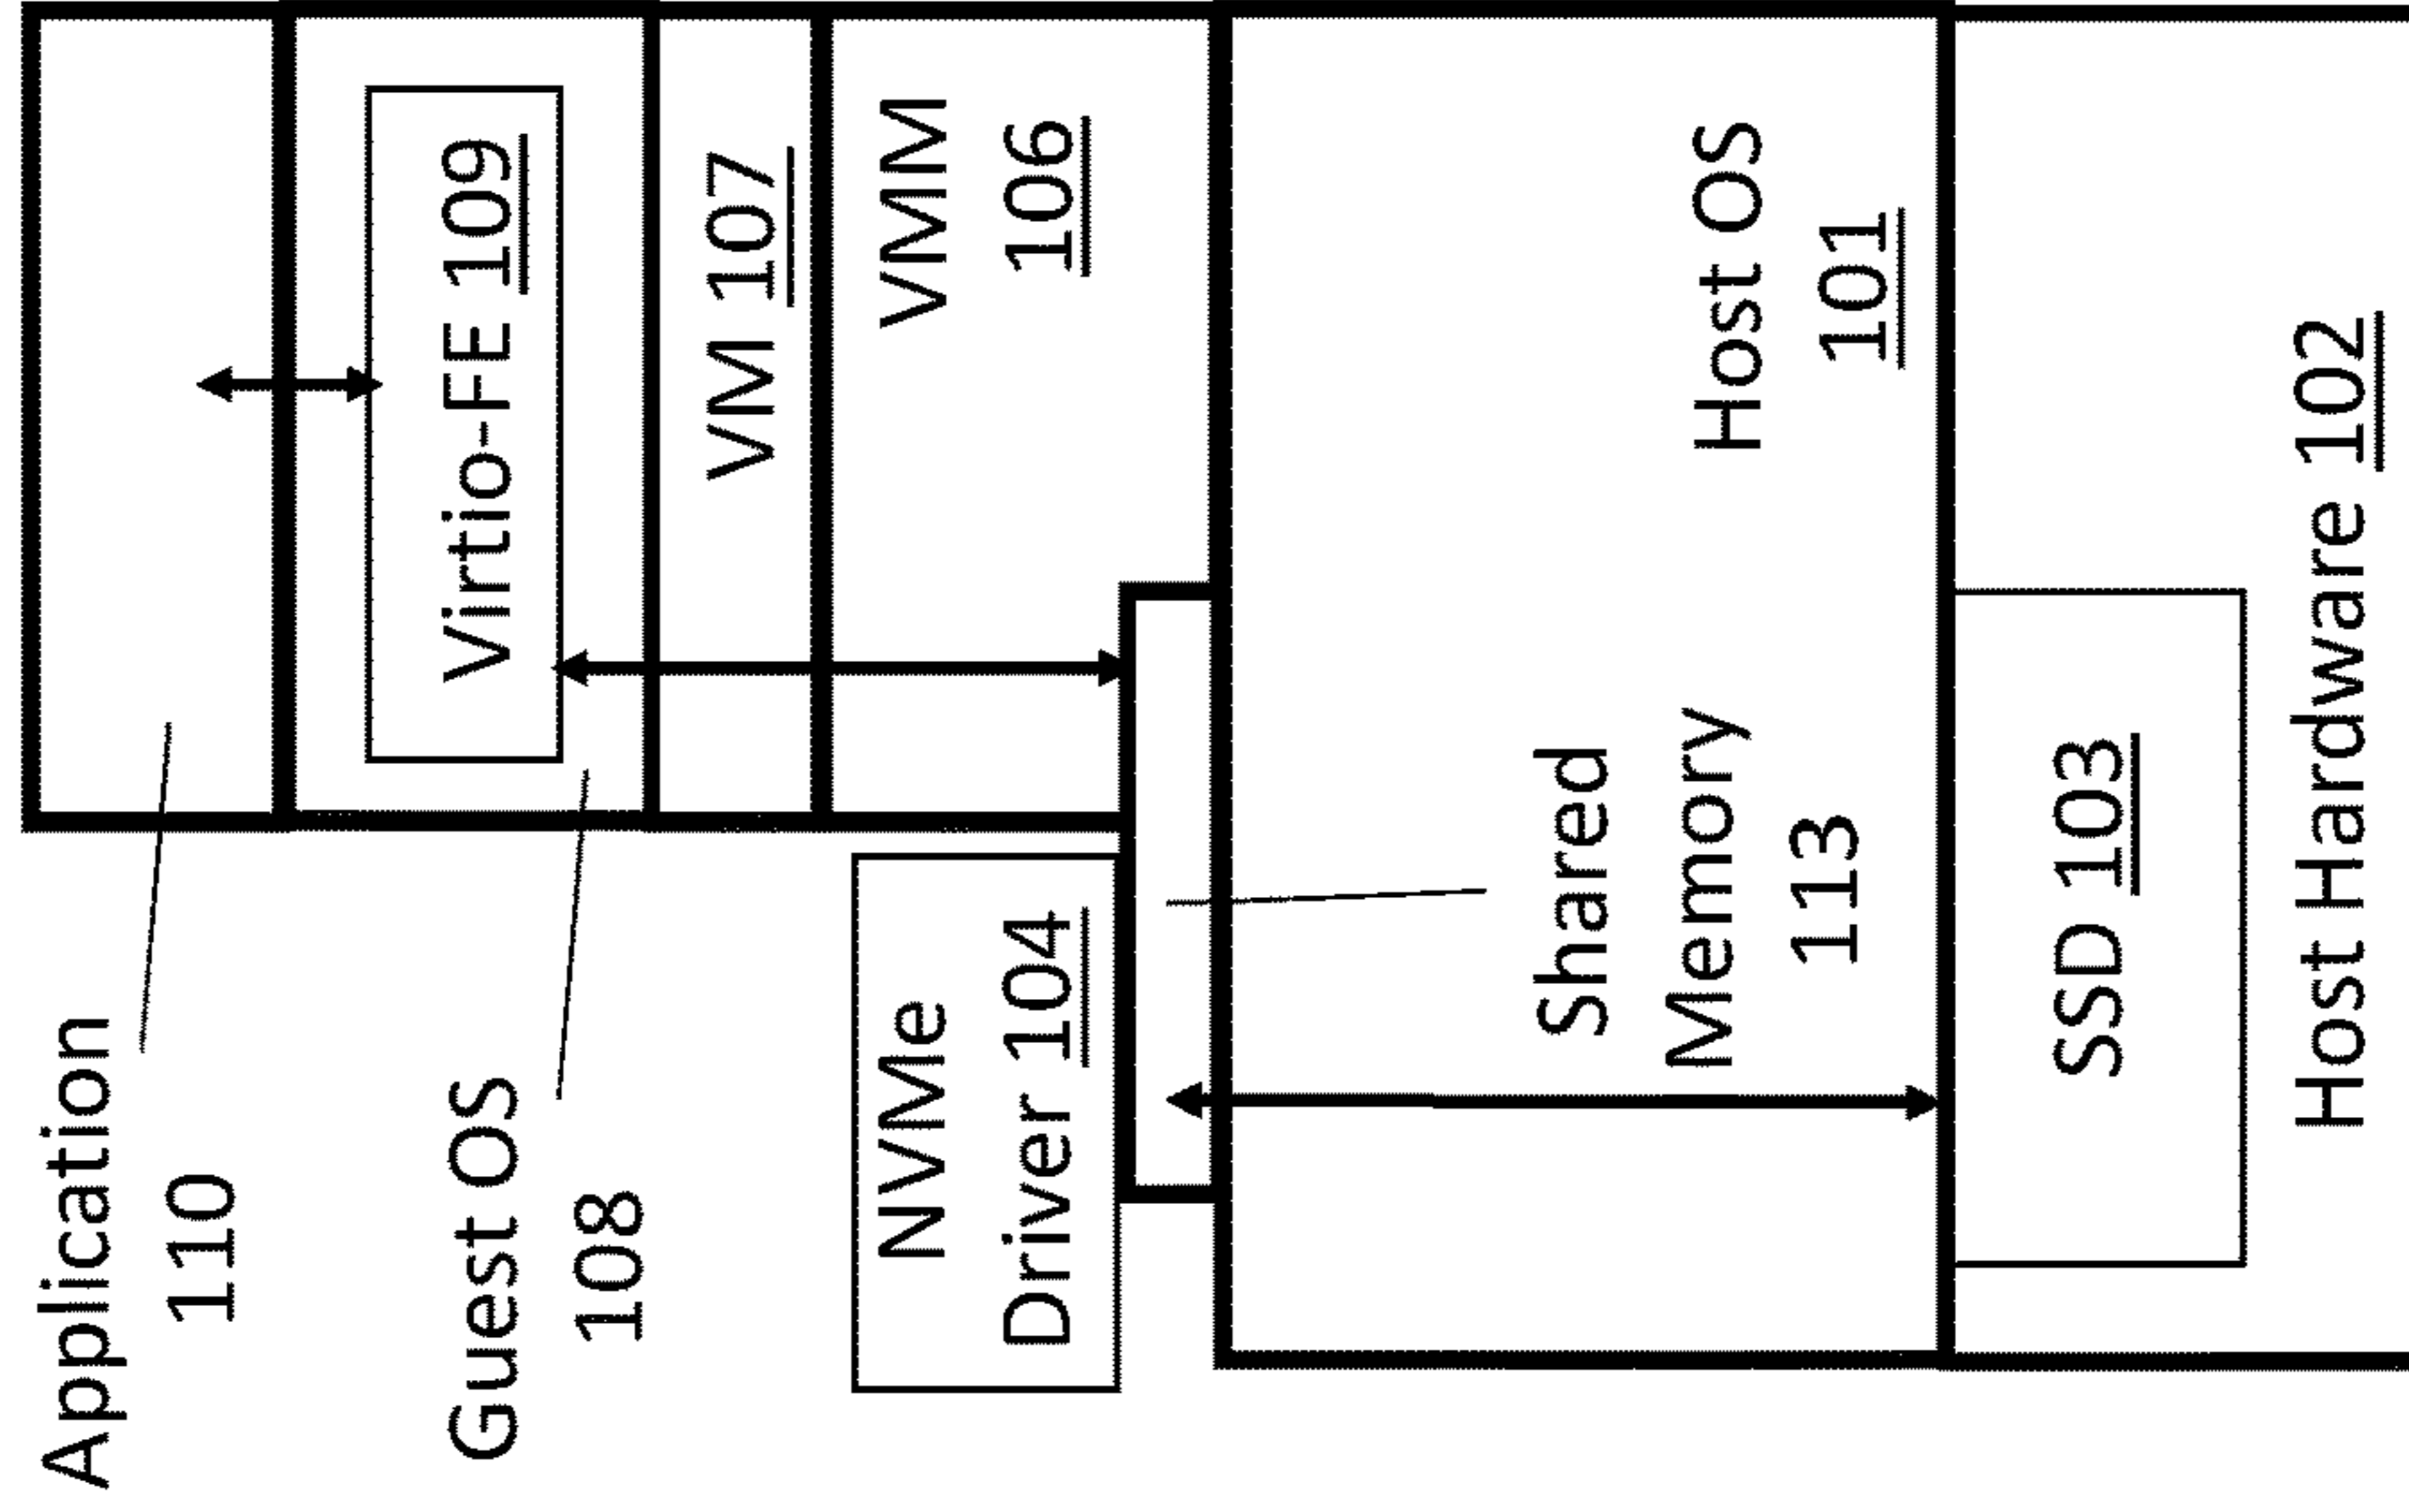 Application
110
Guest OS
108
Virtio-FE 109
VM 107
VMM
106
NVMe
Driver 104
Shared
Memory
113
Host OS
101
SSD 103
Host Hardware 102